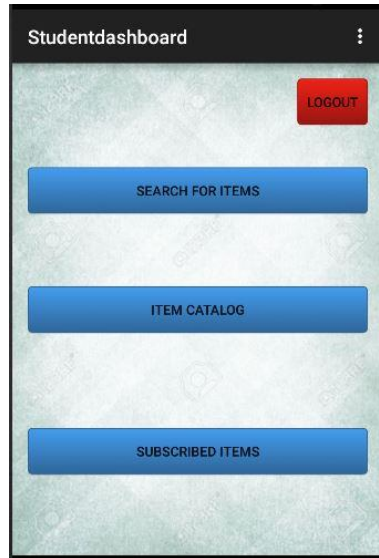 Studentdashboard
LOGOUT
SEARCH FOR ITEMS
ITEM CATALOG
SUBSCRIBED ITEMS